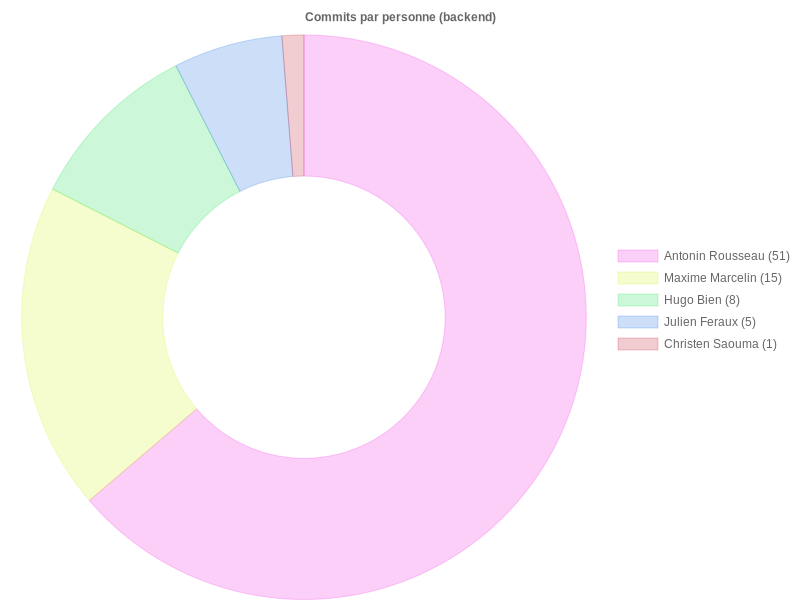 Commits par personne (backend)
Antonin Rousseau (51)
Maxime Marcelin (15)
Hugo Bien (8)
Julien Feraux (5)
Christen Saouma (1)